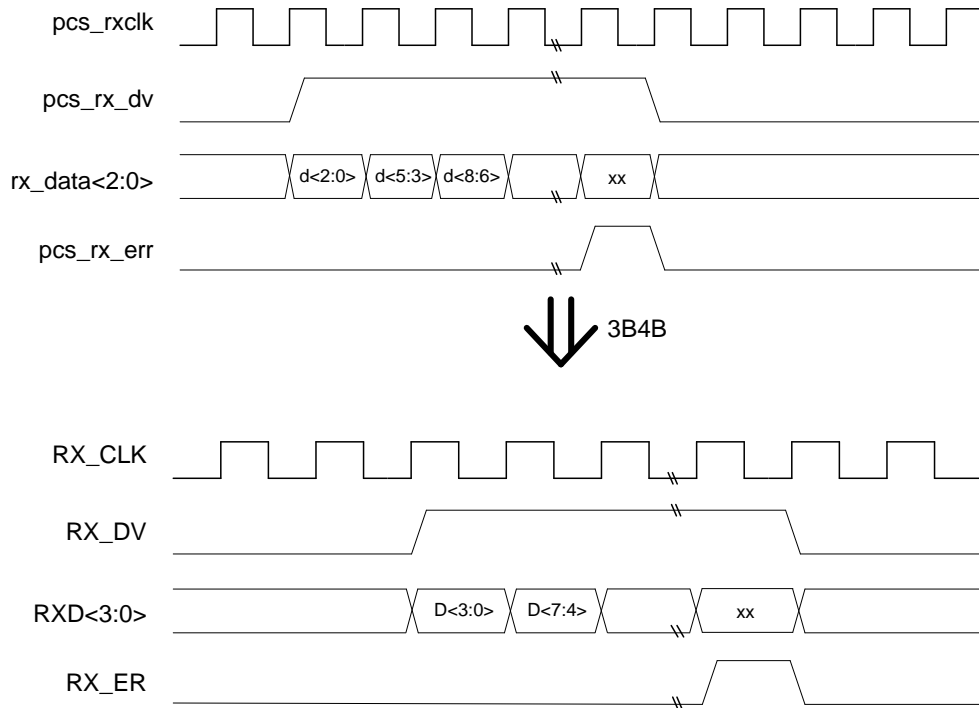 pcs_rxclk
pcs_rx_dv
rx_data<2:0>
d<2:0> d<5:3> d<8:6> xx
pcs_rx_err
3B4B
RX_CLK
RX_DV
RXD<3:0>
D<3:0> D<7:4> xx
RX_ER